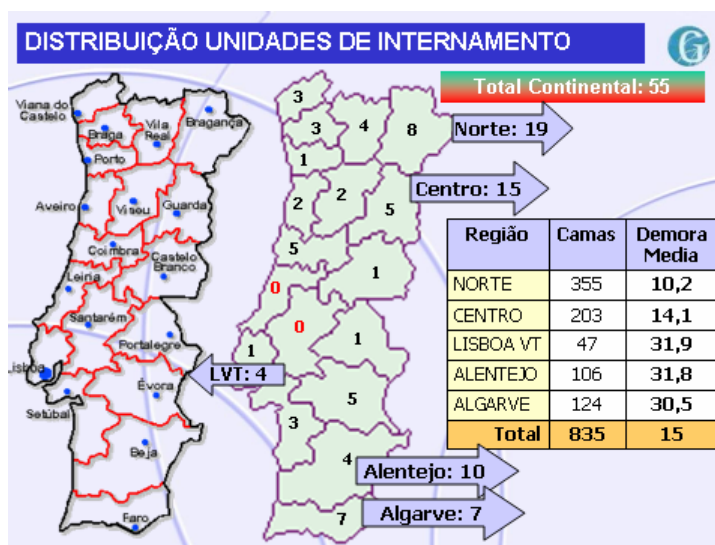 DISTRIBUIÇÃO UNIDADES DE INTERNAMENTO
G
Total Continental: 55
Viana do
Castelo
Braga
Vila
Real
Bragança
Porto
Aveiro
Viseu
Guarda
Coimbra
Castelo
Branco
Leiria
Santarém
Portalegre
Lisboa
Setúbal
Évora
Beja
Faro
3
3
4
8
1
2
2
5
5
1
0
0
1
1
5
3
4
7
Norte: 19
Centro: 15
LVT: 4
Alentejo: 10
Algarve: 7
Região Camas Demora
Media
NORTE 355 10,2
CENTRO 203 14,1
LISBOA VT 47 31,9
ALENTEJO 106 31,8
ALGARVE 124 30,5
Total 835 15